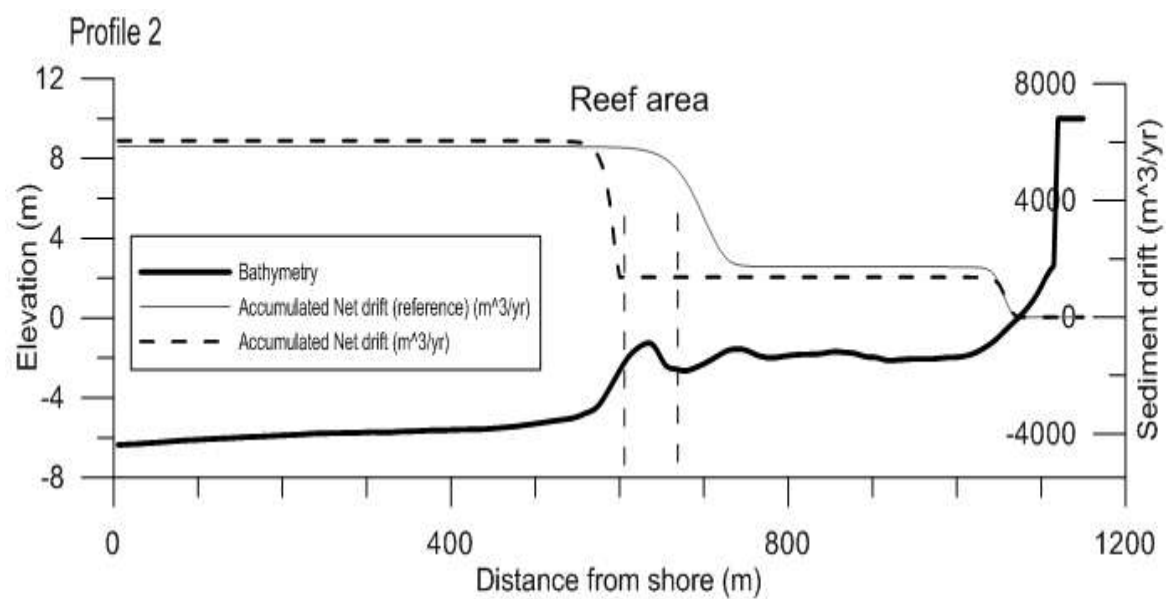 Profile 2
12
8
4
0
-4
-8
Elevation (m)
Reef area
Bathymetry
Accumulated Net drift (reference) (m^3/yr)
Accumulated Net drift (m^3/yr)
8000
4000
0
-4000
Sediment drift (m^3/yr)
0
400
800
1200
Distance from shore (m)